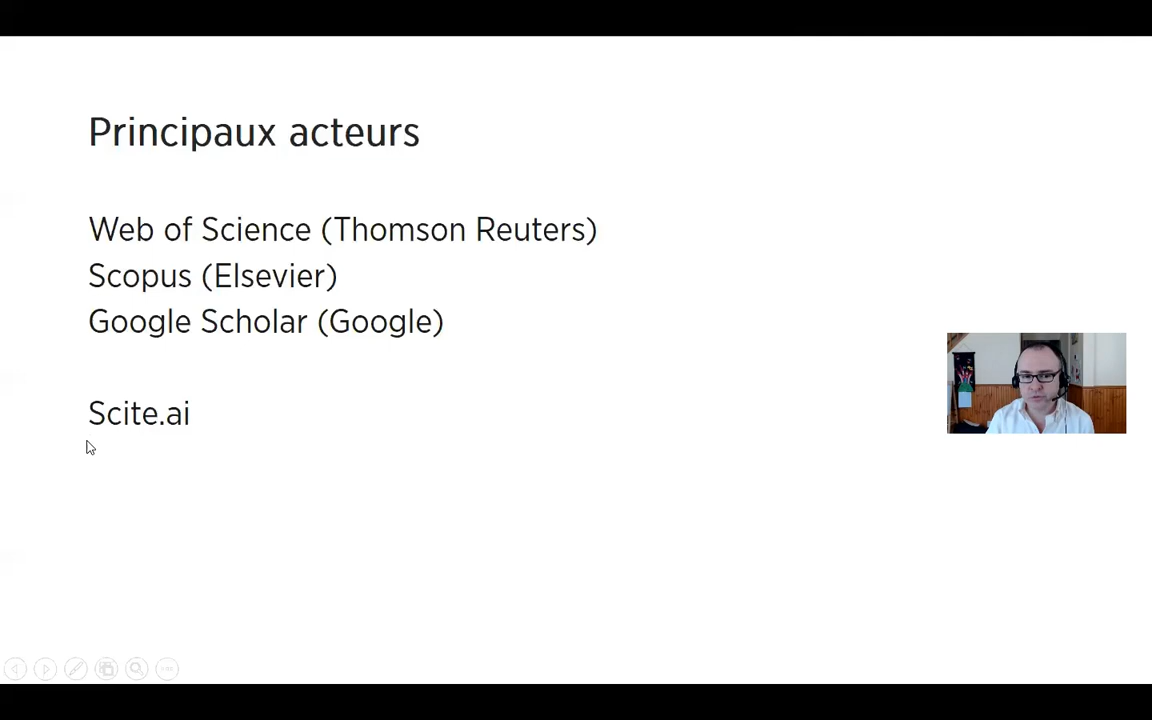 Principaux acteurs
Web of Science (Thomson Reuters)
Scopus (Elsevier)
Google Scholar (Google)
Scite.ai